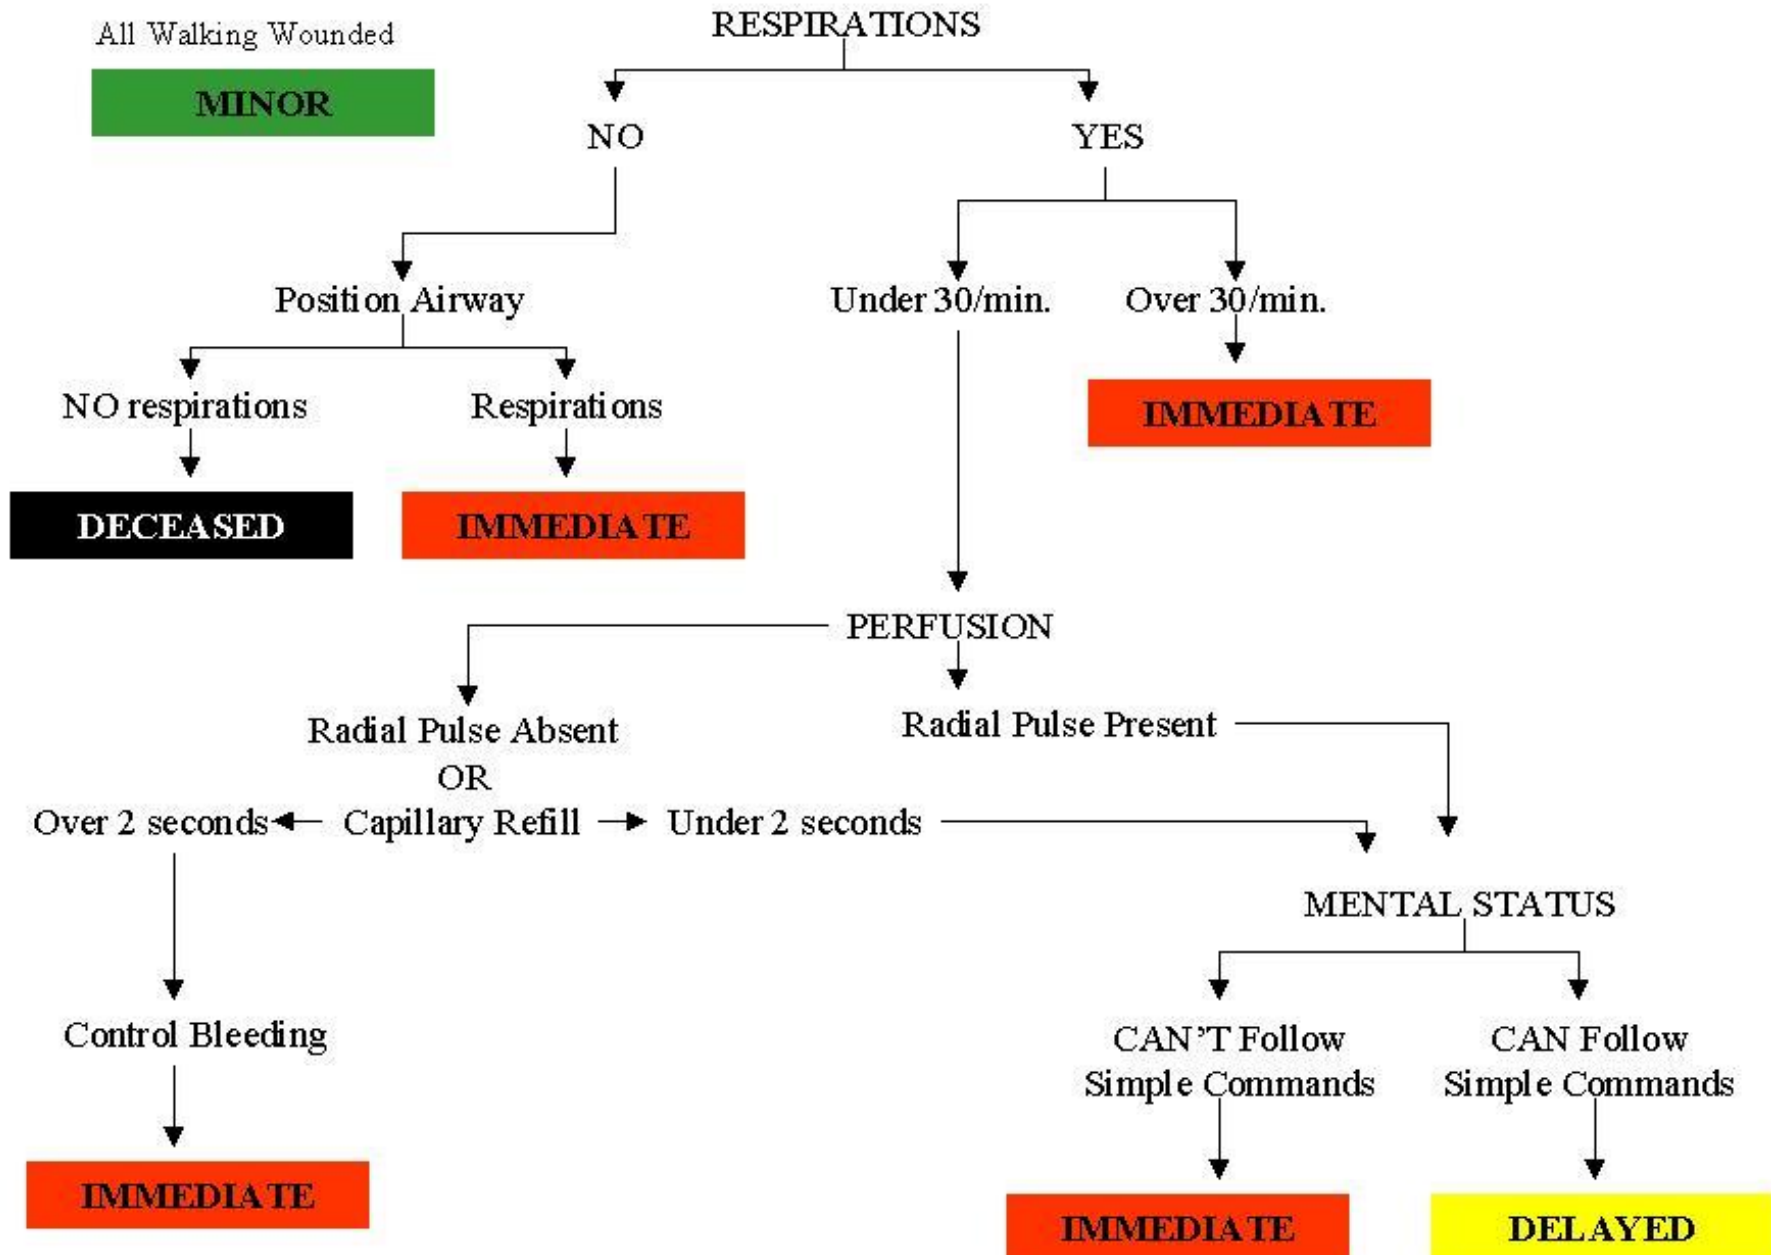 All Walking Wounded
MINOR
RESPIRATIONS
NO
YES
Position Airway
Under 30/min.
Over 30/min.
NO respirations
Respirations
IMMEDIATE
DECEASED
IMMEDIATE
PERFUSION
Radial Pulse Absent
OR
Radial Pulse Present
Over 2 seconds
Capillary Refill
Under 2 seconds
MENTAL STATUS
Control Bleeding
CAN'T Follow
Simple Commands
CAN Follow
Simple Commands
IMMEDIATE
IMMEDIATE
DELAYED